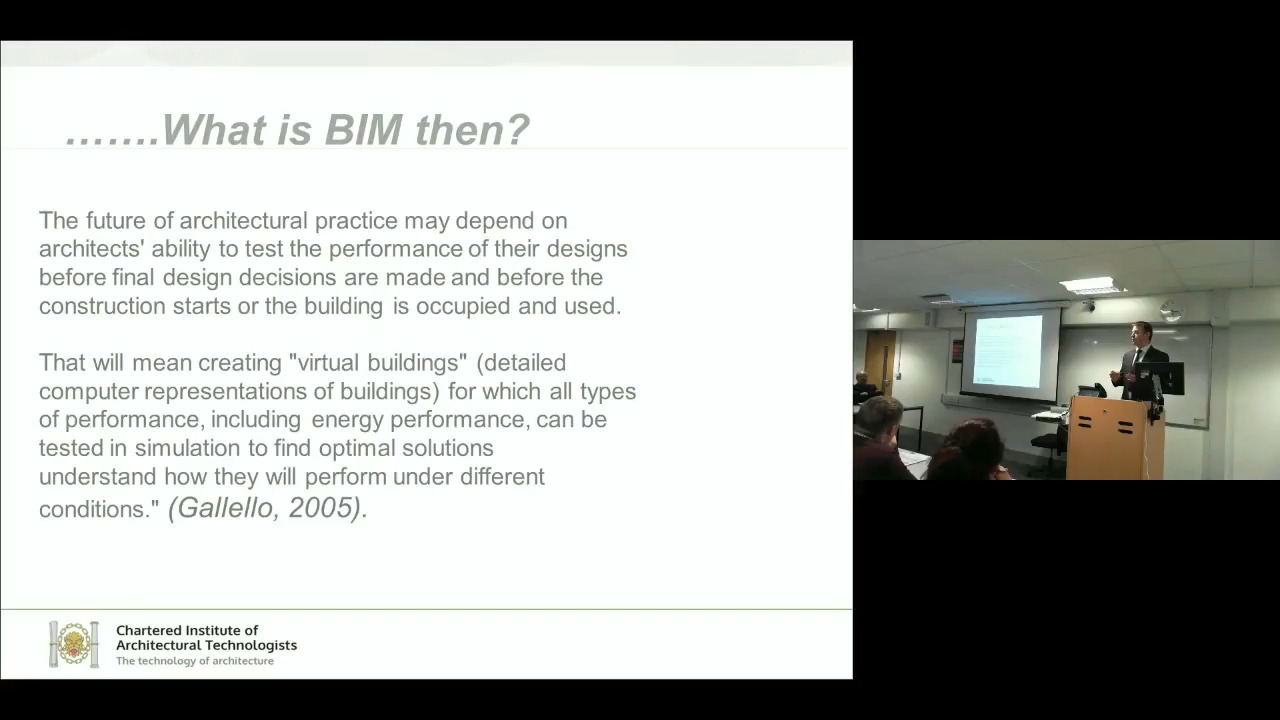 .......What is BIM then?
The future of architectural practice may depend on
architects' ability to test the performance of their designs
before final design decisions are made and before the
construction starts or the building is occupied and used.
That will mean creating "virtual buildings" (detailed
computer representations of buildings) for which all types
of performance, including energy performance, can be
tested in simulation to find optimal solutions
understand how they will perform under different
conditions." (Gallello, 2005).
Chartered Institute of
Architectural Technologists
The technology of architecture